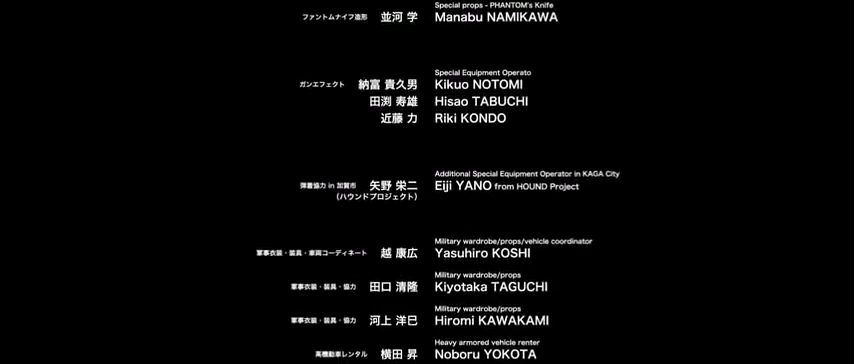 Special props - PHANTOM's Knife
ファントムナイフ造形 並河 学 Manabu NAMIKAWA
Special Equipment Operato
ガンエフェクト 納富 貴久男 Kikuo NOTOMI
田渕 寿雄 Hisao TABUCHI
近藤 力 Riki KONDO
Additional Special Equipment Operator in KAGA City
弾着協力 in 加賀市 矢野 栄二 Eiji YANO from HOUND Project
(ハウンドプロジェクト)
Military wardrobe/props/vehicle coordinator
軍事衣装・装具・車両コーディネート 越 康広 Yasuhiro KOSHI
Military wardrobe/props
軍事衣装・装具・協力 田口 清隆 Kiyotaka TAGUCHI
Military wardrobe/props
軍事衣装・装具・協力 河上 洋巳 Hiromi KAWAKAMI
Heavy armored vehicle renter
高機動車レンタル 横田 昇 Noboru YOKOTA